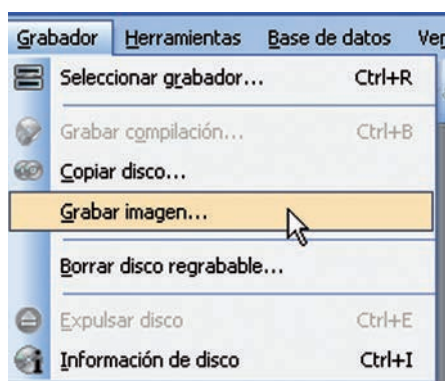 Grabador Herramientas Base de datos Ver
Seleccionar grabador... Ctrl+R
Grabar compilación... Ctrl+B
Copiar disco...
Grabar imagen...
Borrar disco regrabable...
Expulsar disco Ctrl+E
Información de disco Ctrl+I